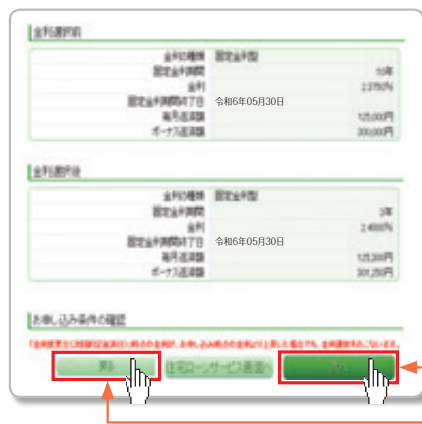 金利選択前
金利の種類 固定金利型
固定金利期間 10年
金利 2.3750%
固定金利期間終了日 令和6年05月30日
毎月返済額 125,000円
ボーナス返済額 300,000円
金利選択後
金利の種類 固定金利型
固定金利期間 3年
金利 2.4000%
固定金利期間終了日 令和6年05月30日
毎月返済額
ボーナス返済額 301,250円
お申し込み条件の確認
戻る 住宅ローンサービス画面へ